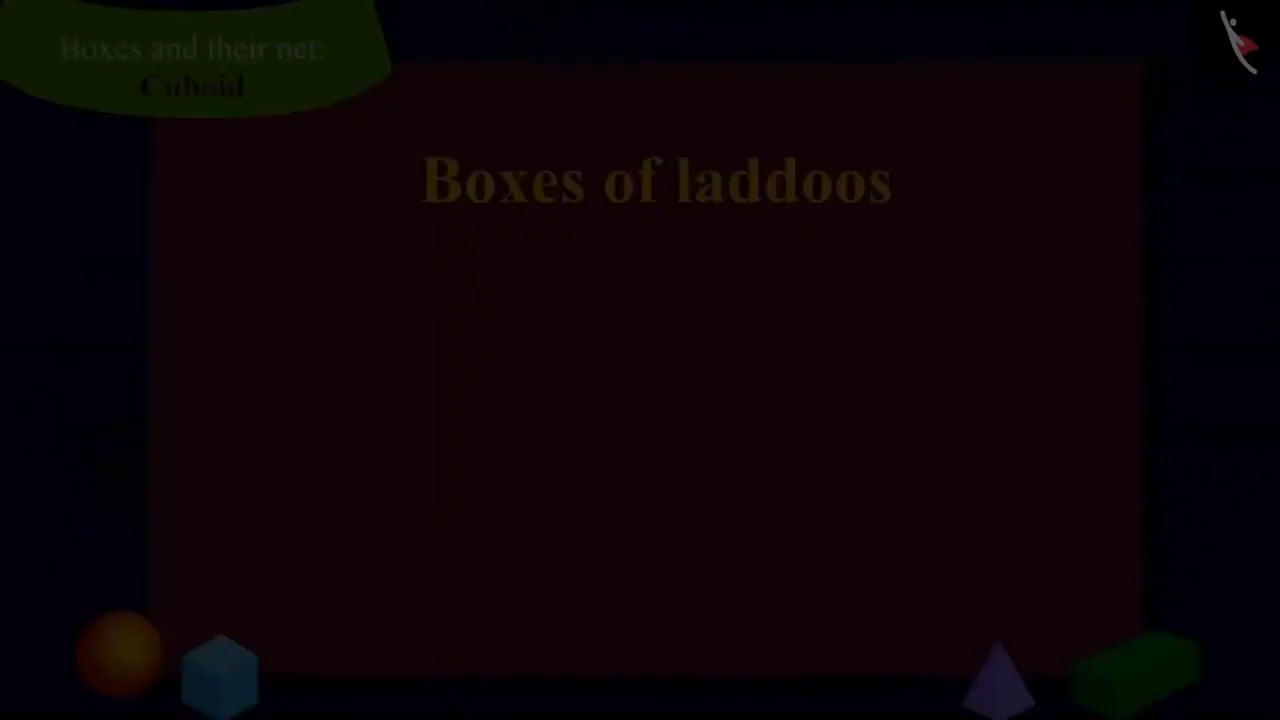 Boxes and their net:
Cuboid
Boxes of laddoos